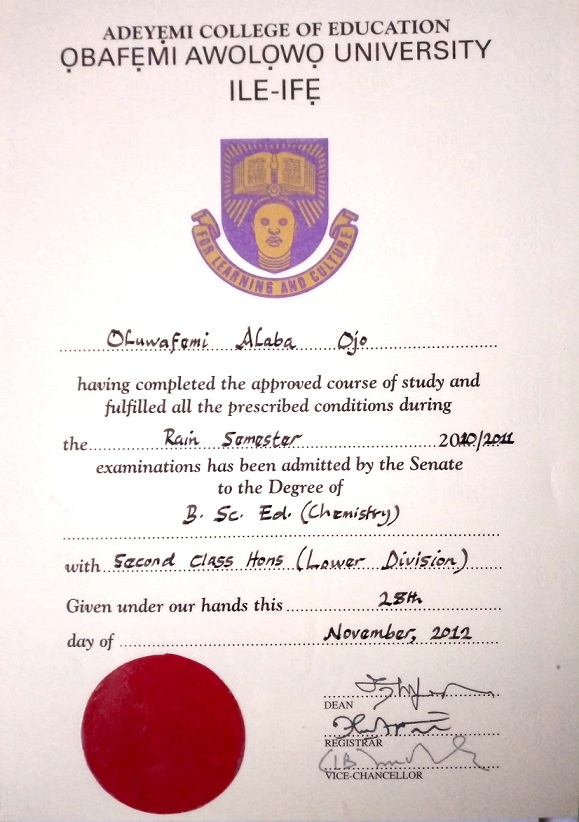 ADEYẸMI COLLEGE OF EDUCATION
ỌBAFẸMI AWOLỌWỌ UNIVERSITY
ILE-IFẸ
FOR LEARNING AND CULTURE
Oluwafemi Alaba Ojo
having completed the approved course of study and
fulfilled all the prescribed conditions during
the Rain Semester 2010/2011
examinations has been admitted by the Senate
to the Degree of
B. Sc. Ed. (Chemistry)
with Second Class Hons (Lower Division)
Given under our hands this 28th
day of November, 2012
DEAN
REGISTRAR
VICE-CHANCELLOR